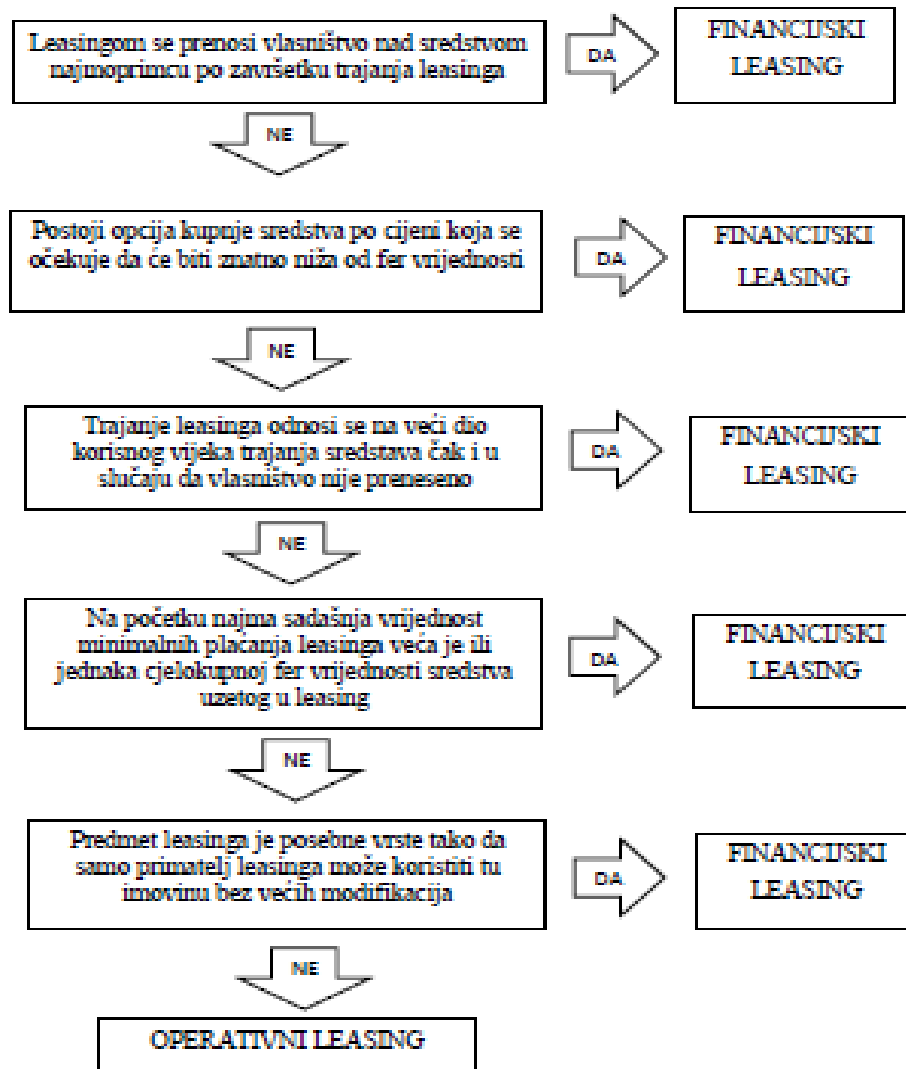 Leasingom se prenosi vlasništvo nad sredstvom
najmoprimcu po završetku trajanja leasinga
DA
FINANCIJSKI
LEASING
NE
Postoji opcija kupnje sredstva po cijeni koja se
očekuje da će biti znatno niža od fer vrijednosti
DA
FINANCIJSKI
LEASING
NE
Trajanje leasinga odnosi se na veći dio
korisnog vijeka trajanja sredstava čak i u
slučaju da vlasništvo nije preneseno
DA
FINANCIJSKI
LEASING
NE
Na početku najma sadašnja vrijednost
minimalnih plaćanja leasinga veća je ili
jednaka cjelokupnoj fer vrijednosti sredstva
uzetog u leasing
DA
FINANCIJSKI
LEASING
NE
Predmet leasinga je posebne vrste tako da
samo primatelj leasinga može koristiti tu
imovinu bez većih modifikacija
DA
FINANCIJSKI
LEASING
NE
OPERATIVNI LEASING